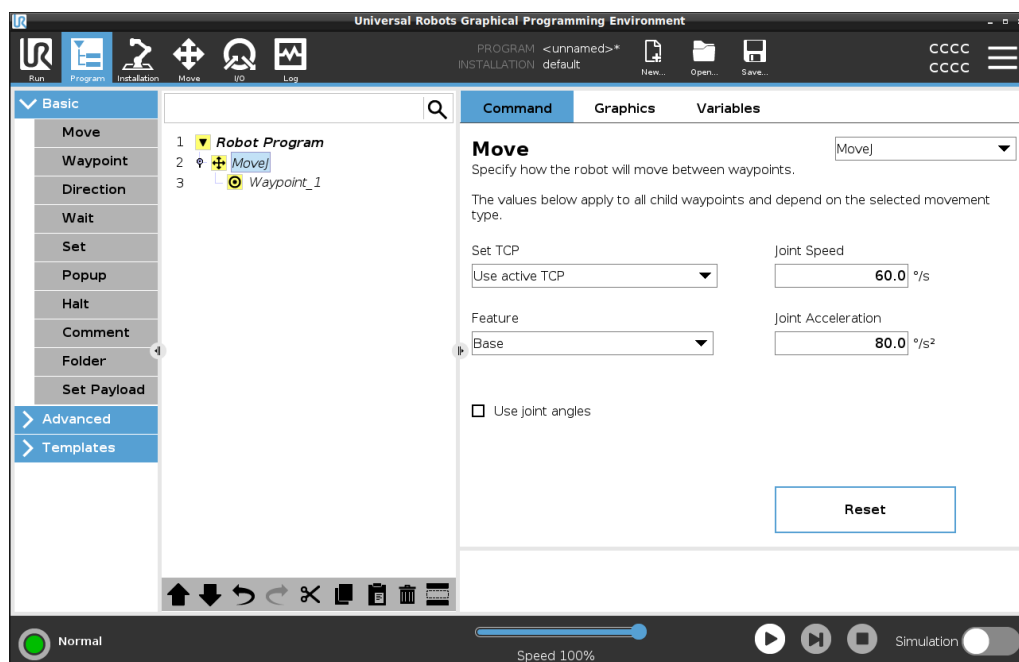 UR
Universal Robots Graphical Programming Environment
UR
Run
Program
Installation
Move
I/O
Log
PROGRAM <unnamed>*
INSTALLATION default
New...
Open...
Save...
CCCC
CCCC
Basic
Move
Waypoint
Direction
Wait
Set
Popup
Halt
Comment
Folder
Set Payload
Advanced
Templates
1 Robot Program
2 MoveJ
3 Waypoint_1
Command Graphics Variables
Move
MoveJ
Specify how the robot will move between waypoints.
The values below apply to all child waypoints and depend on the selected movement
type.
Set TCP
Use active TCP
Joint Speed
60.0 °/s
Feature
Base
Joint Acceleration
80.0 °/s²
Use joint angles
Reset
Normal
Speed 100%
Simulation